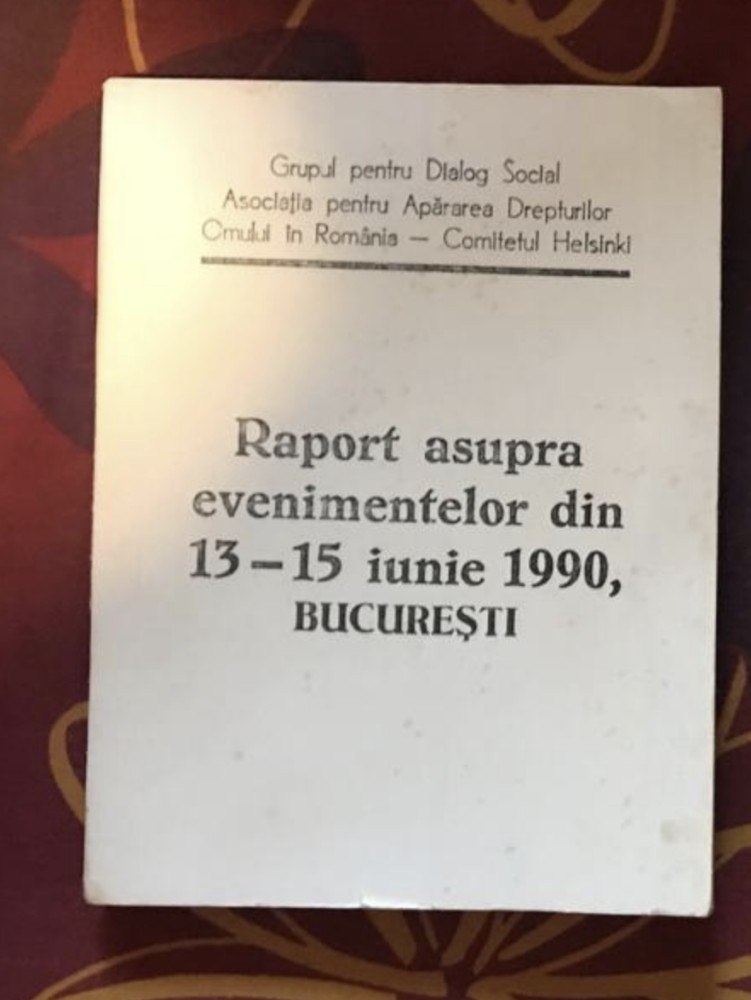 Grupul pentru Dialog Social
Asociația pentru Apărarea Drepturilor
Omului în România — Comitetul Helsinki
Raport asupra
evenimentelor din
13–15 iunie 1990,
BUCUREȘTI